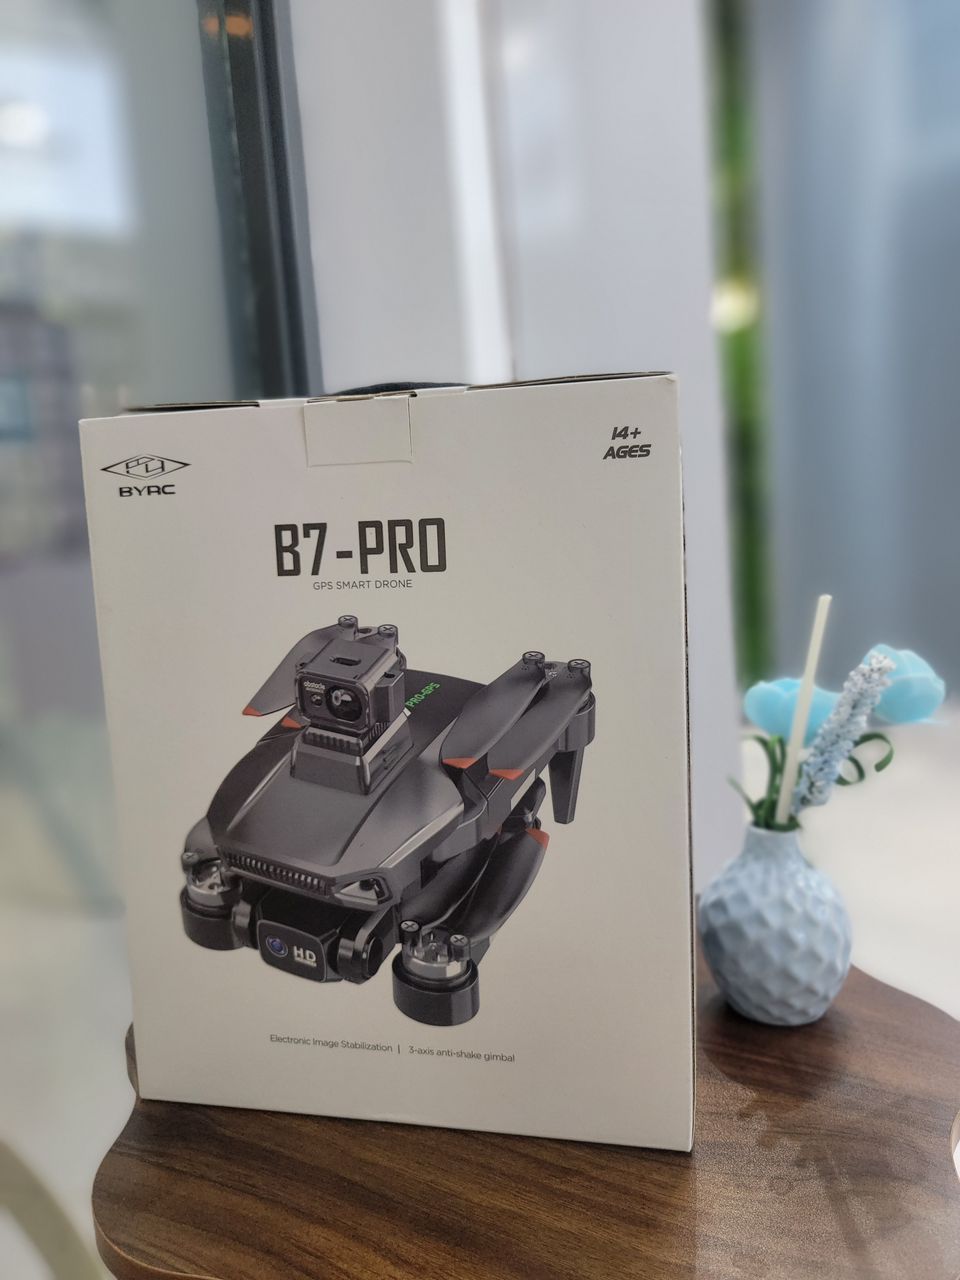 BYRC
14+
AGES
B7-PRO
GPS SMART DRONE
obstacle
PRO-GPS
HD
Electronic Image Stabilization | 3-axis anti-shake gimbal